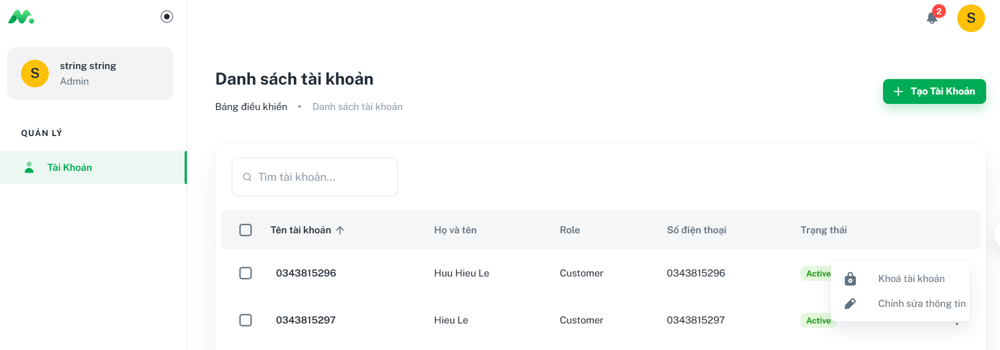 string string
Admin
QUẢN LÝ
Tài Khoản
2
S
S
Danh sách tài khoản
Bảng điều khiển • Danh sách tài khoản
Tạo Tài Khoản
Tìm tài khoản...
Tên tài khoản Họ và tên Role Số điện thoại Trạng thái
0343815296 Huu Hieu Le Customer 0343815296 Active
Khoá tài khoản
Chỉnh sửa thông tin
0343815297 Hieu Le Customer 0343815297 Active